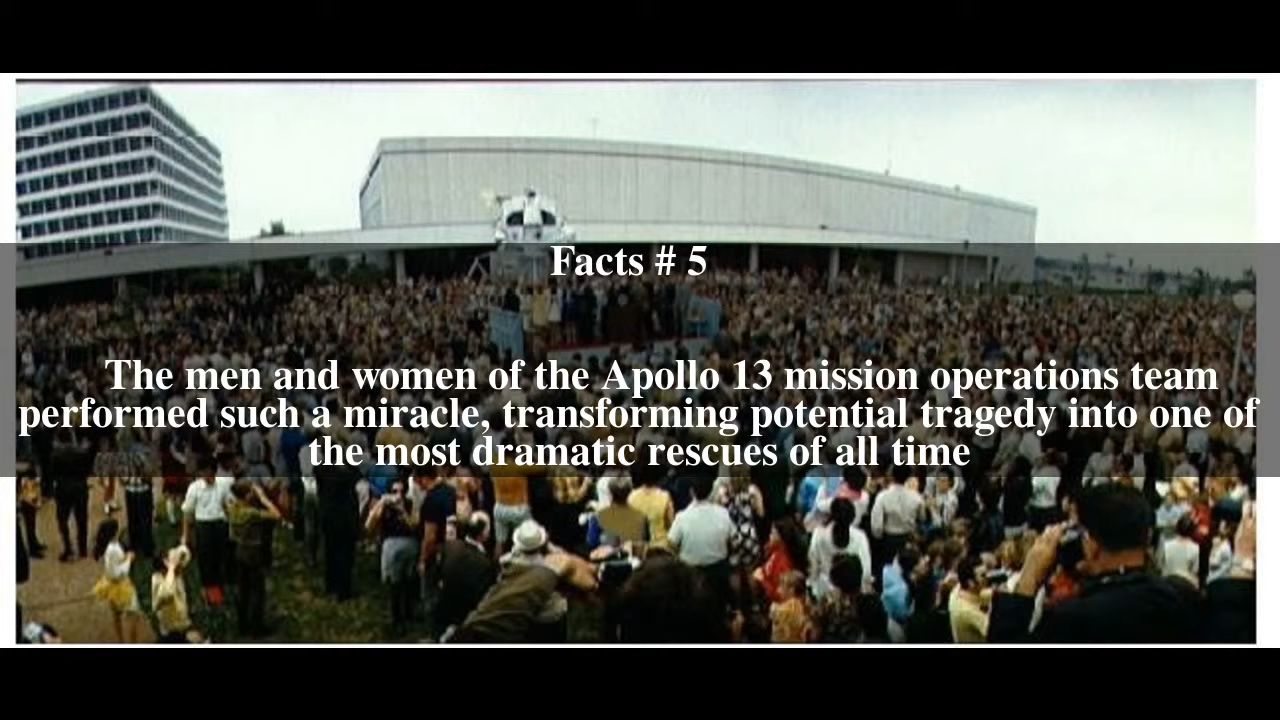 Facts # 5
The men and women of the Apollo 13 mission operations team
performed such a miracle, transforming potential tragedy into one of
the most dramatic rescues of all time